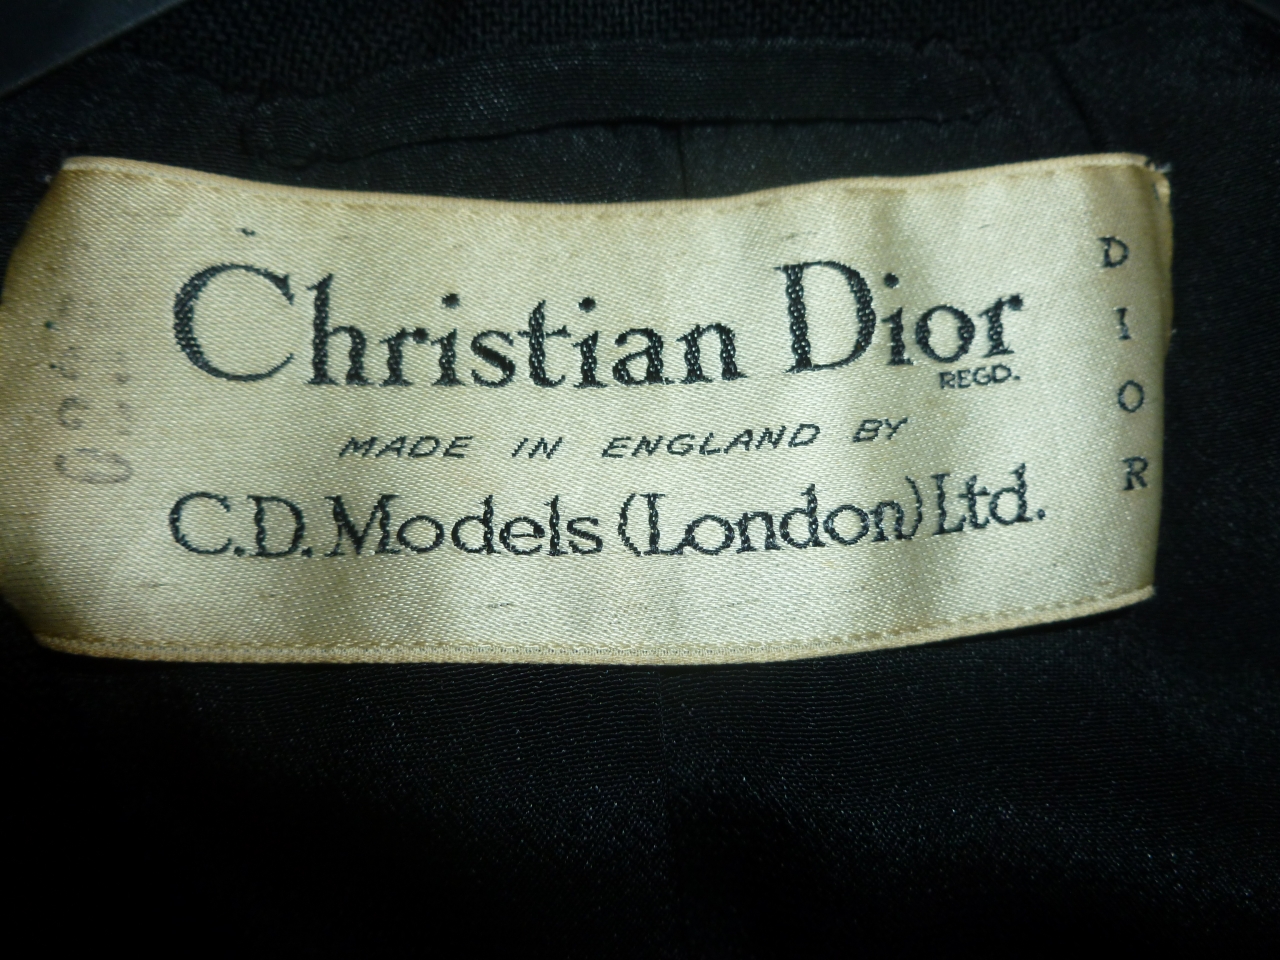 Christian Dior
REGD.
MADE IN ENGLAND BY
C.D. Models (London) Ltd.
DIOR